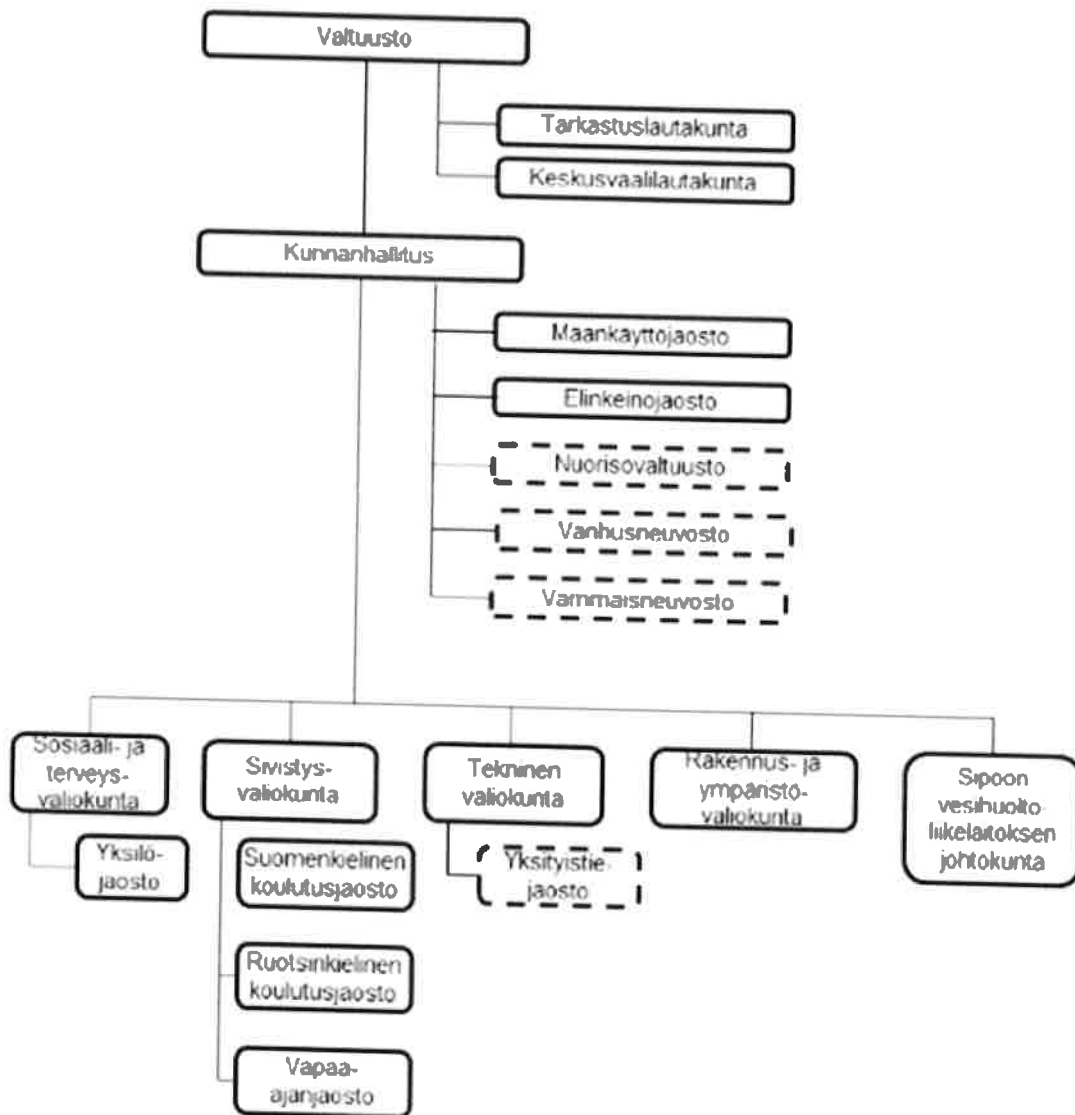 Valtuusto
Tarkastuslautakunta
Keskusvaalilautakunta
Kunnanhallitus
Maankäyttöjaosto
Elinkeinojaosto
Nuorisovaltuusto
Vanhusneuvosto
Vammaisneuvosto
Sosiaali- ja
terveys-
valiokunta
Yksilö-
jaosto
Sivistys-
valiokunta
Suomenkielinen
koulutusjaosto
Ruotsinkielinen
koulutusjaosto
Vapaa-
ajanjaosto
Tekninen
valiokunta
Yksityistie-
jaosto
Rakennus- ja
ympäristö-
valiokunta
Sipoon
vesihuolto-
liikelaitoksen
johtokunta